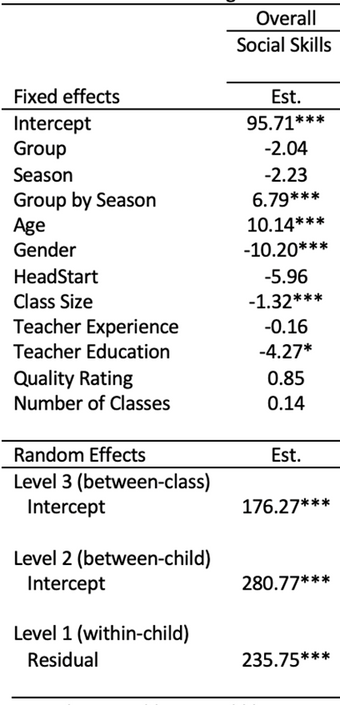 Overall
Social Skills
Fixed effects Est.
Intercept 95.71***
Group -2.04
Season -2.23
Group by Season 6.79***
Age 10.14***
Gender -10.20***
HeadStart -5.96
Class Size -1.32***
Teacher Experience -0.16
Teacher Education -4.27*
Quality Rating 0.85
Number of Classes 0.14
Random Effects Est.
Level 3 (between-class)
Intercept 176.27***
Level 2 (between-child)
Intercept 280.77***
Level 1 (within-child)
Residual 235.75***